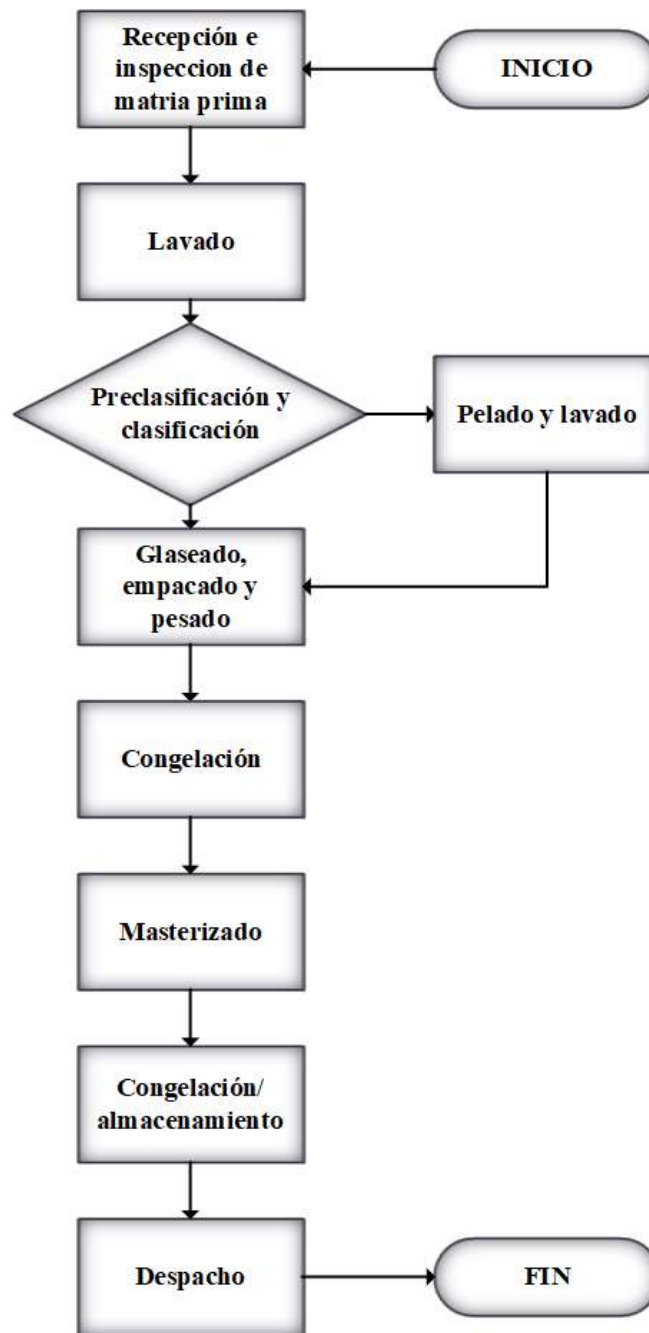 INICIO
Recepción e
inspeccion de
matria prima
Lavado
Preclasificación y
clasificación
Pelado y lavado
Glaseado,
empacado y
pesado
Congelación
Masterizado
Congelación/
almacenamiento
Despacho
FIN